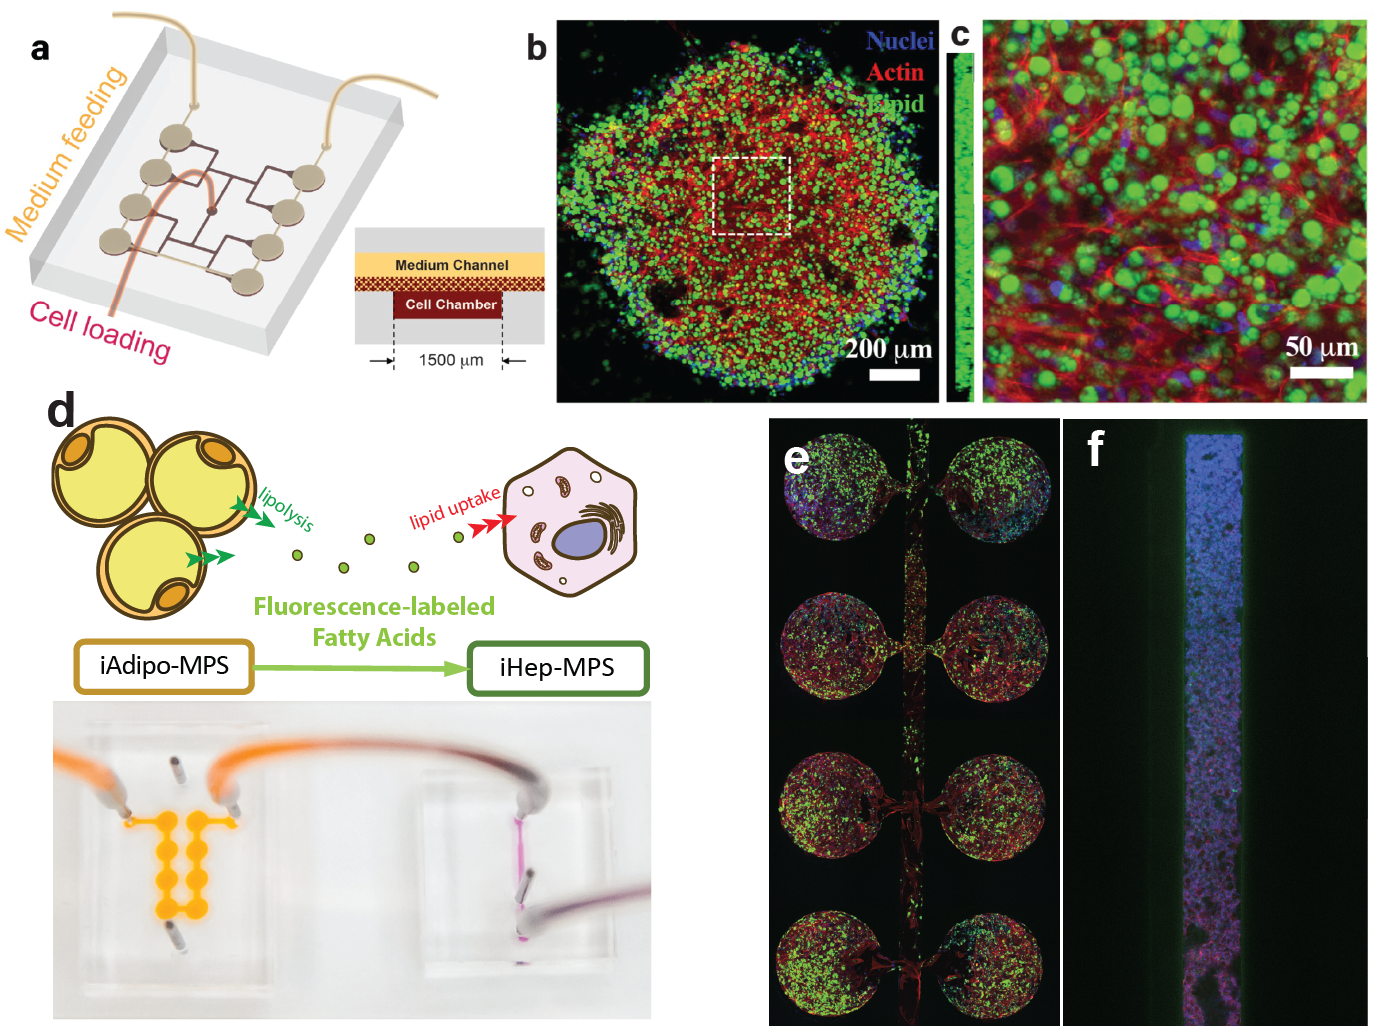 a
Medium feeding
Cell loading
Medium Channel
Cell Chamber
1500 μm
b
Nuclei
Actin
Lipid
200 μm
c
50 μm
d
lipolysis
lipid uptake
Fluorescence-labeled
Fatty Acids
iAdipo-MPS
iHep-MPS
e
f